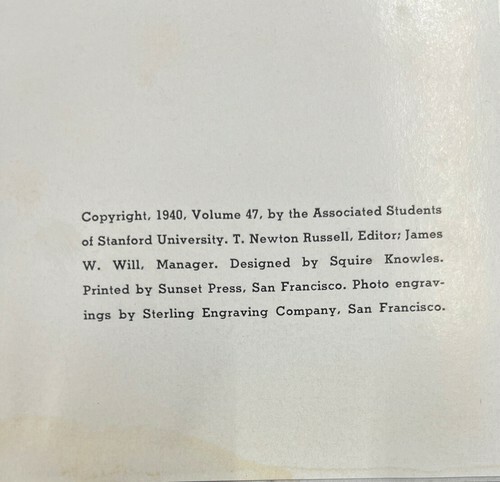 Copyright, 1940, Volume 47, by the Associated Students
of Stanford University. T. Newton Russell, Editor; James
W. Will, Manager. Designed by Squire Knowles.
Printed by Sunset Press, San Francisco. Photo engrav-
ings by Sterling Engraving Company, San Francisco.